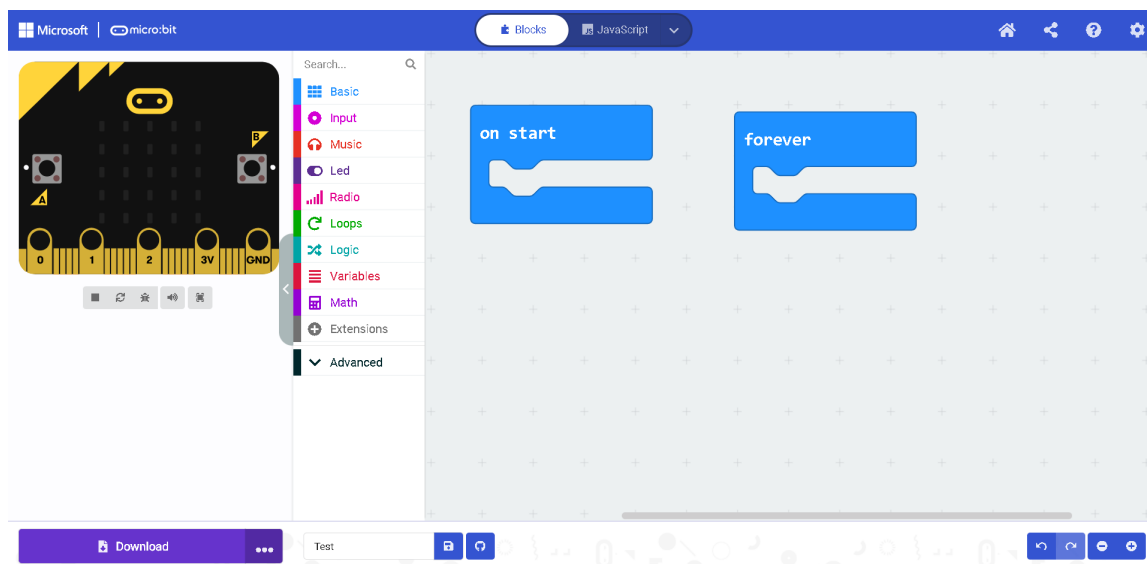 Microsoft micro:bit
Blocks JavaScript
Search...
Basic
Input
Music
Led
Radio
Loops
Logic
Variables
Math
Extensions
Advanced
B
A
0 1 2 3V GND
on start
forever
Download
Test